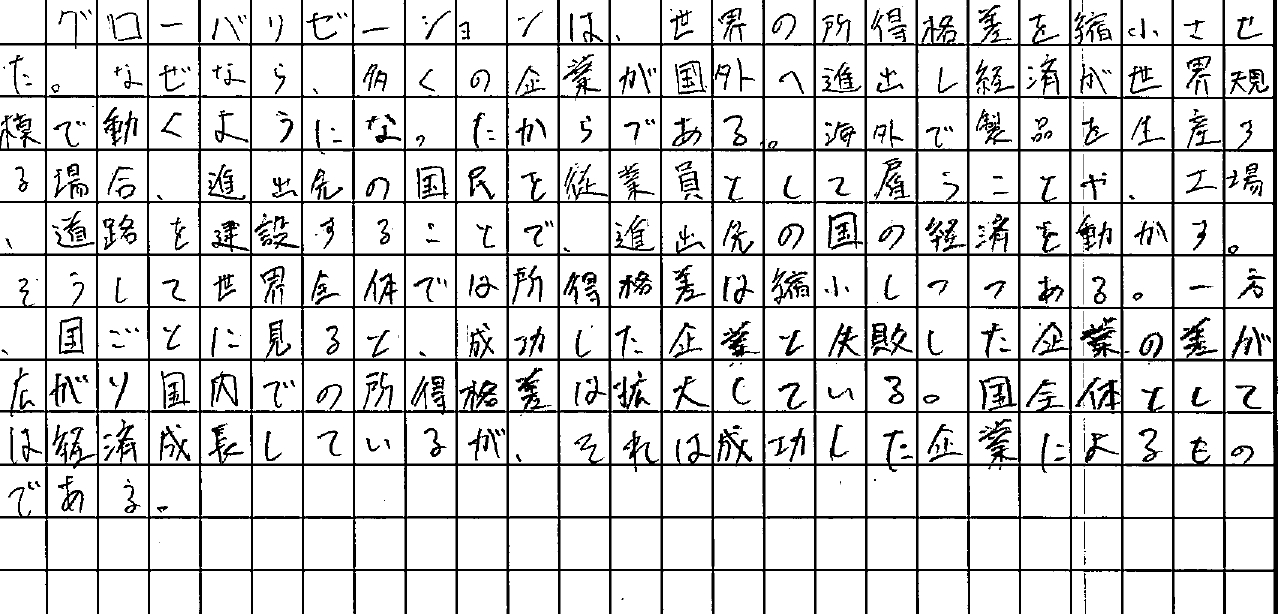 グローバリゼーションは、世界の所得格差を縮小させ
た。なぜなら、多くの企業が国外へ進出し経済が世界規
模で動くようになっったからである。海外で製品を生産す
る場合、進出先の国民を従業員として雇うことや、工場
、道路を建設することで、進出先の国の経済を動かす。
そうして世界全体では所得格差は縮小しつつある。一方
、国ごとに見ると、成功した企業と失敗した企業の差が
広がり国内での所得格差は拡大している。国全体として
は経済成長しているが、それは成功した企業によるもの
である。